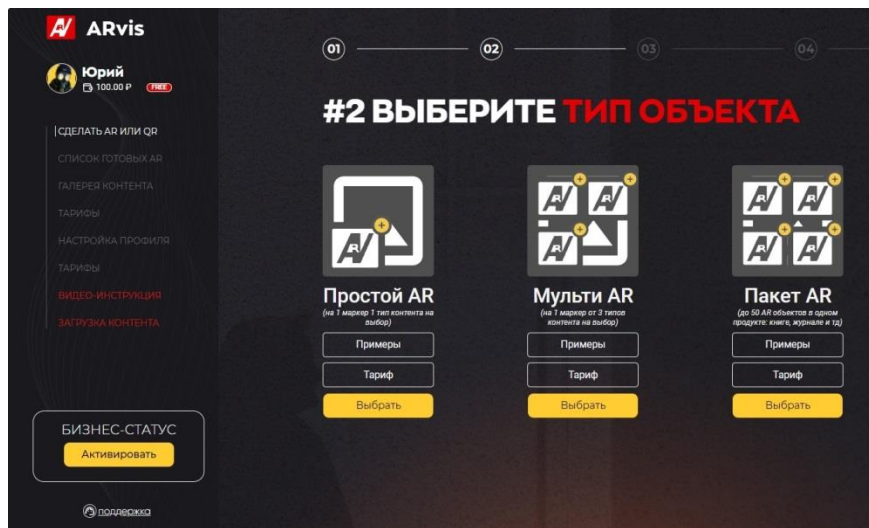 ARvis
Юрий
100.00 ₽ FREE
СДЕЛАТЬ AR ИЛИ QR
СПИСОК ГОТОВЫХ AR
ГАЛЕРЕЯ КОНТЕНТА
ТАРИФЫ
НАСТРОЙКА ПРОФИЛЯ
ТАРИФЫ
ВИДЕО-ИНСТРУКЦИЯ
ЗАГРУЗКА КОНТЕНТА
БИЗНЕС-СТАТУС
Активировать
поддержка
01 02 03 04
#2 ВЫБЕРИТЕ ТИП ОБЪЕКТА
Простой AR
(на 1 маркер 1 тип контента на
выбор)
Примеры
Тариф
Выбрать
Мульти AR
(на 1 маркер от 3 типов
контента на выбор)
Примеры
Тариф
Выбрать
Пакет AR
(до 50 AR объектов в одном
продукте: книге, журнале и тд)
Примеры
Тариф
Выбрать